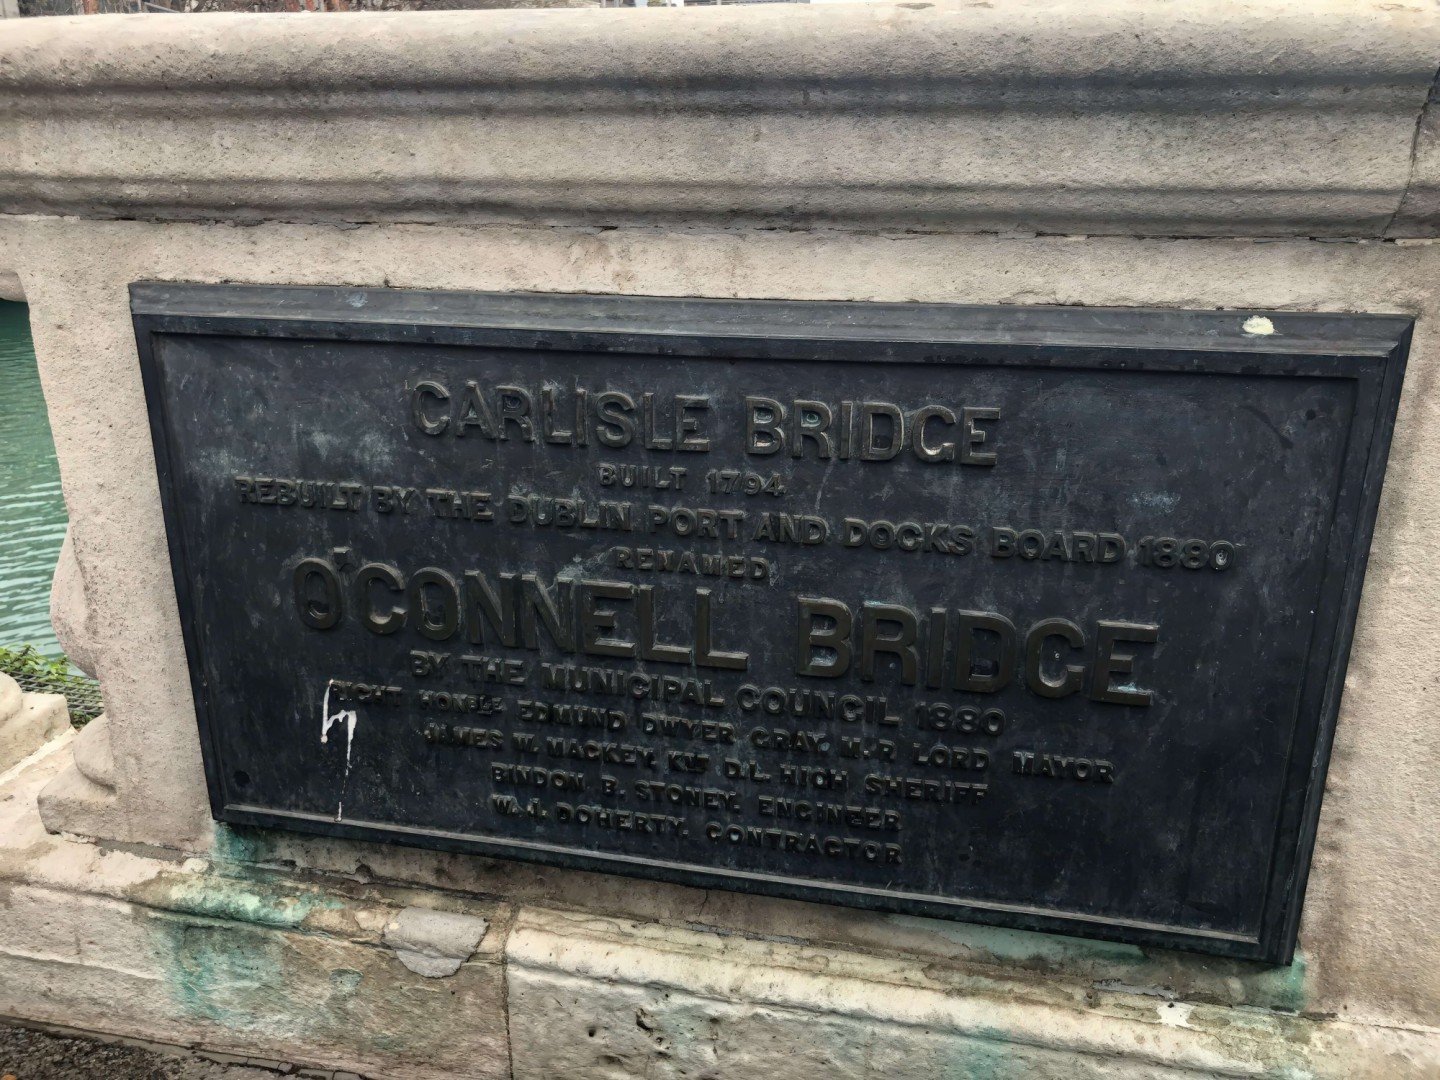 CARLISLE BRIDGE
BUILT 1794
REBUILT BY THE DUBLIN PORT AND DOCKS BOARD 1880
RENAMED
O'CONNELL BRIDGE
BY THE MUNICIPAL COUNCIL 1880
RIGHT HONBLE EDMUND DWYER GRAY. M.P. LORD MAYOR
JAMES W. MACKEY. KNT D.L. HIGH SHERIFF
BINDON. B. STONEY. ENGINEER
W.J. DOHERTY. CONTRACTOR